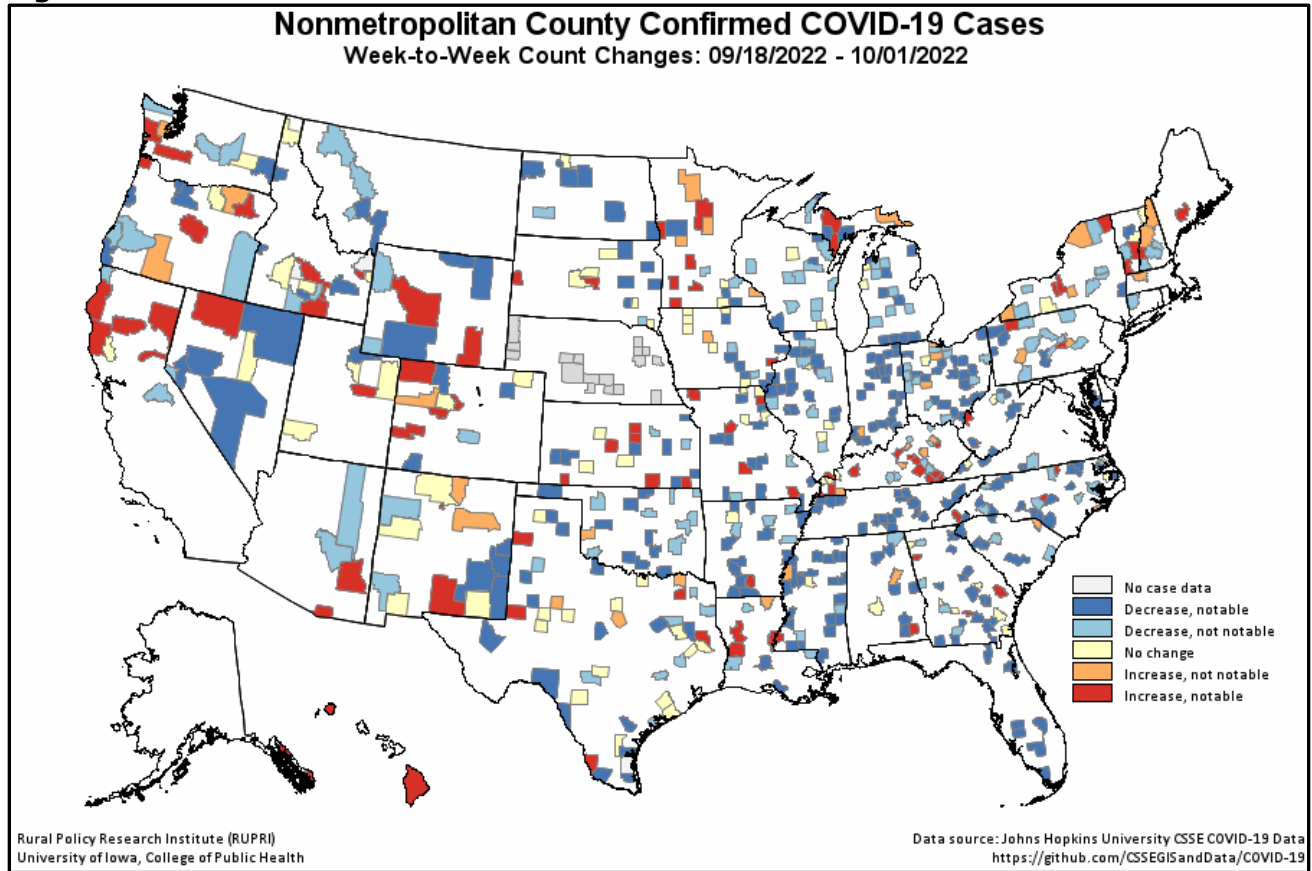 Nonmetropolitan County Confirmed COVID-19 Cases
Week-to-Week Count Changes: 09/18/2022 - 10/01/2022
No case data
Decrease, notable
Decrease, not notable
No change
Increase, not notable
Increase, notable
Rural Policy Research Institute (RUPRI)
University of Iowa, College of Public Health
Data source: Johns Hopkins University CSSE COVID-19 Data
https://github.com/CSSEGISandData/COVID-19